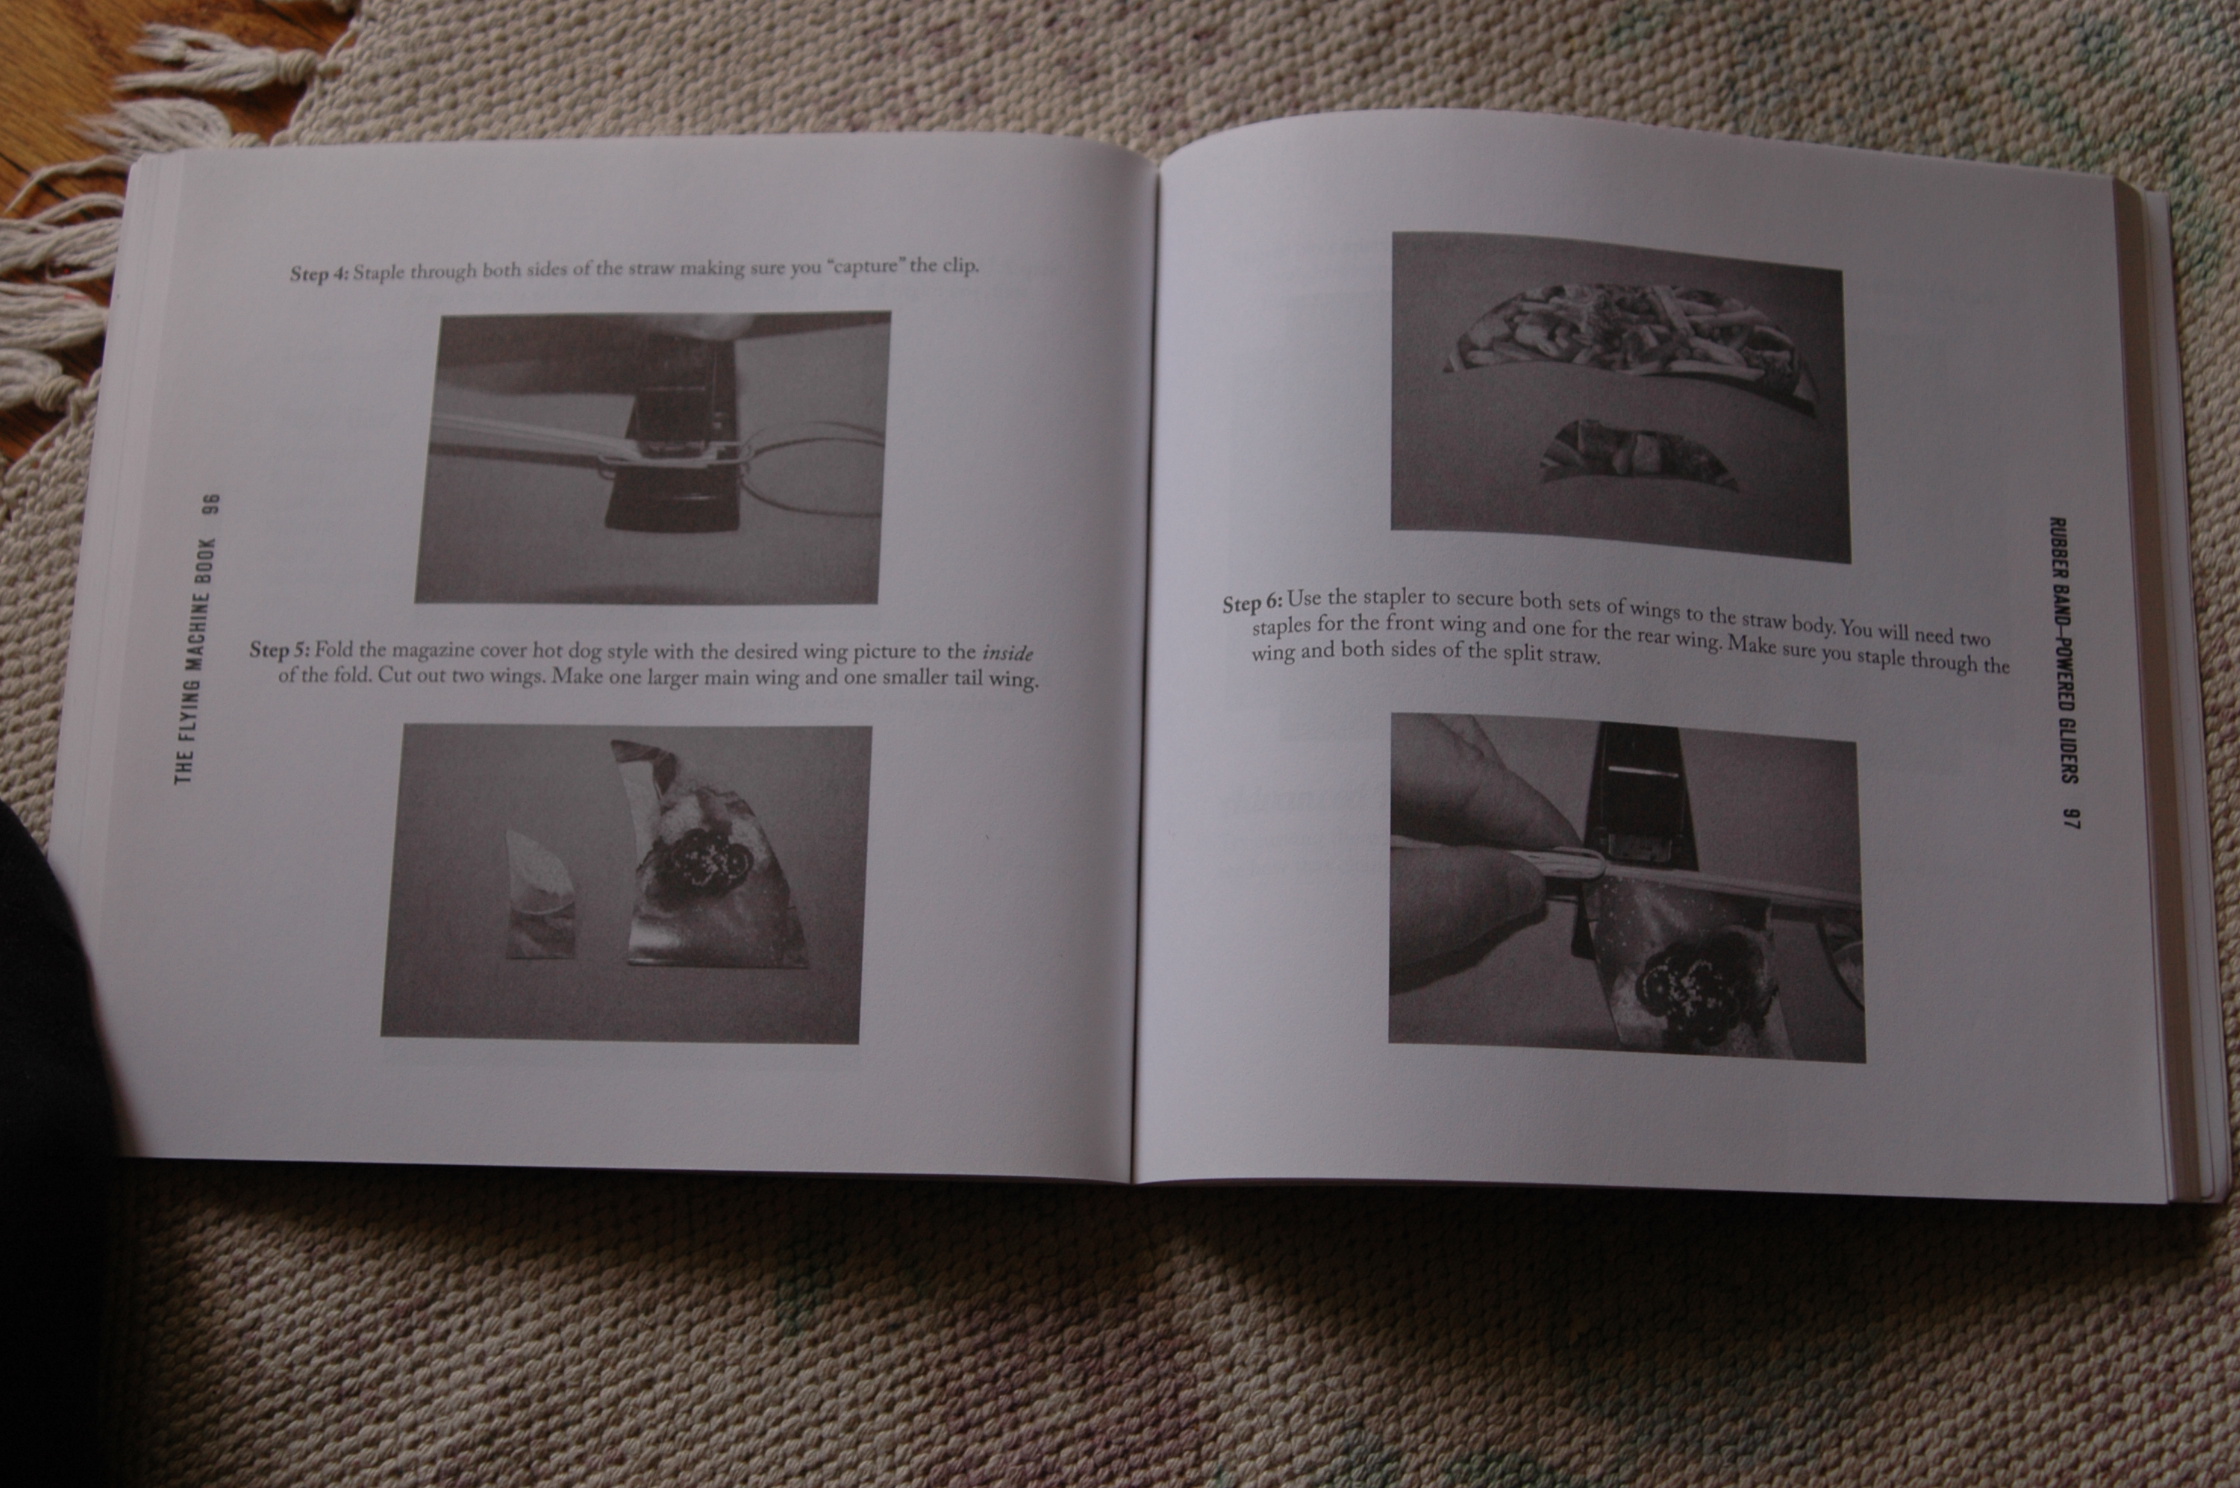 Step 4: Staple through both sides of the straw making sure you “capture” the clip.
Step 5: Fold the magazine cover hot dog style with the desired wing picture to the inside
of the fold. Cut out two wings. Make one larger main wing and one smaller tail wing.
THE FLYING MACHINE BOOK 96
Step 6: Use the stapler to secure both sets of wings to the straw body. You will need two
staples for the front wing and one for the rear wing. Make sure you staple through the
wing and both sides of the split straw.
RUBBER BAND–POWERED GLIDERS 97